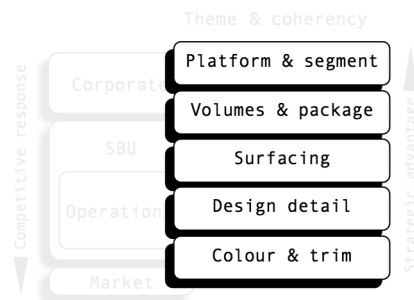 Theme & coherency
Platform & segment
Corporate
Volumes & package
Surfacing
SBU
Design detail
Operation
Colour & trim
Market
Competitive response
Strategic advantage